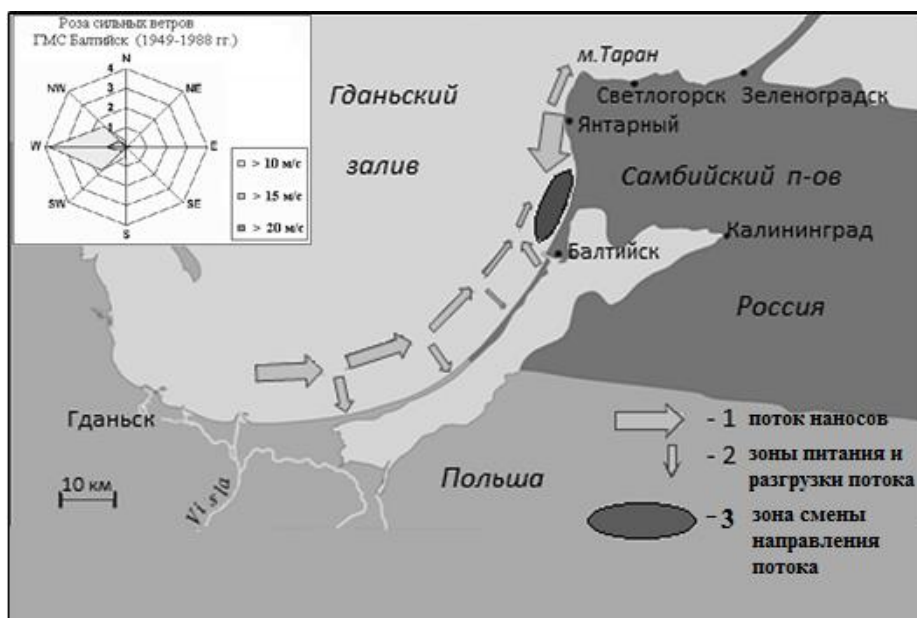 Роза сильных ветров
ГМС Балтийск (1949-1988 гг.)
N
4
3
2
1
NW
NE
W
E
SW
SE
S
> 10 м/с
> 15 м/с
> 20 м/с
Гданьский
залив
м.Таран
Светлогорск
Зеленоградск
Янтарный
Самбийский п-ов
Калининград
Балтийск
Россия
Гданьск
Польша
10 км
Visla
- 1 поток наносов
- 2 зоны питания и
разгрузки потока
- 3 зона смены
направления
потока